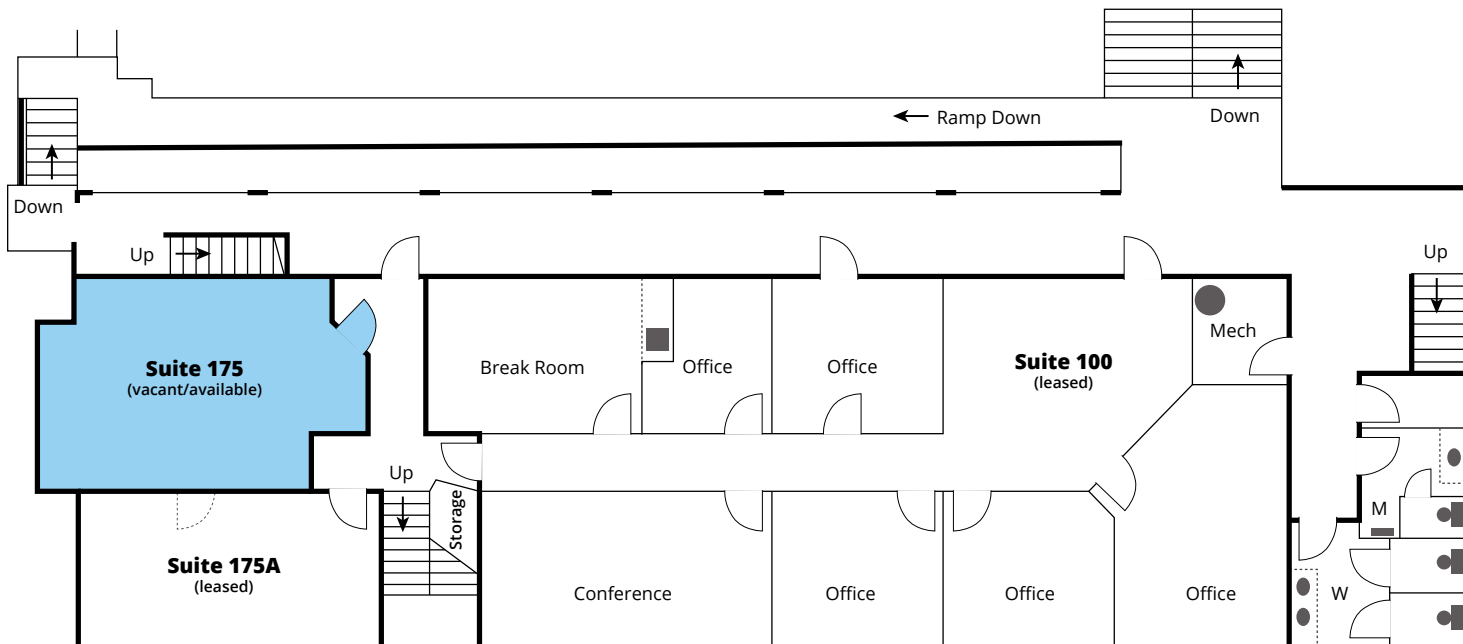 Ramp Down
Down
Down
Up
Up
Suite 175
(vacant/available)
Break Room
Office
Office
Suite 100
(leased)
Mech
Up
Storage
M
Suite 175A
(leased)
Conference
Office
Office
Office
W